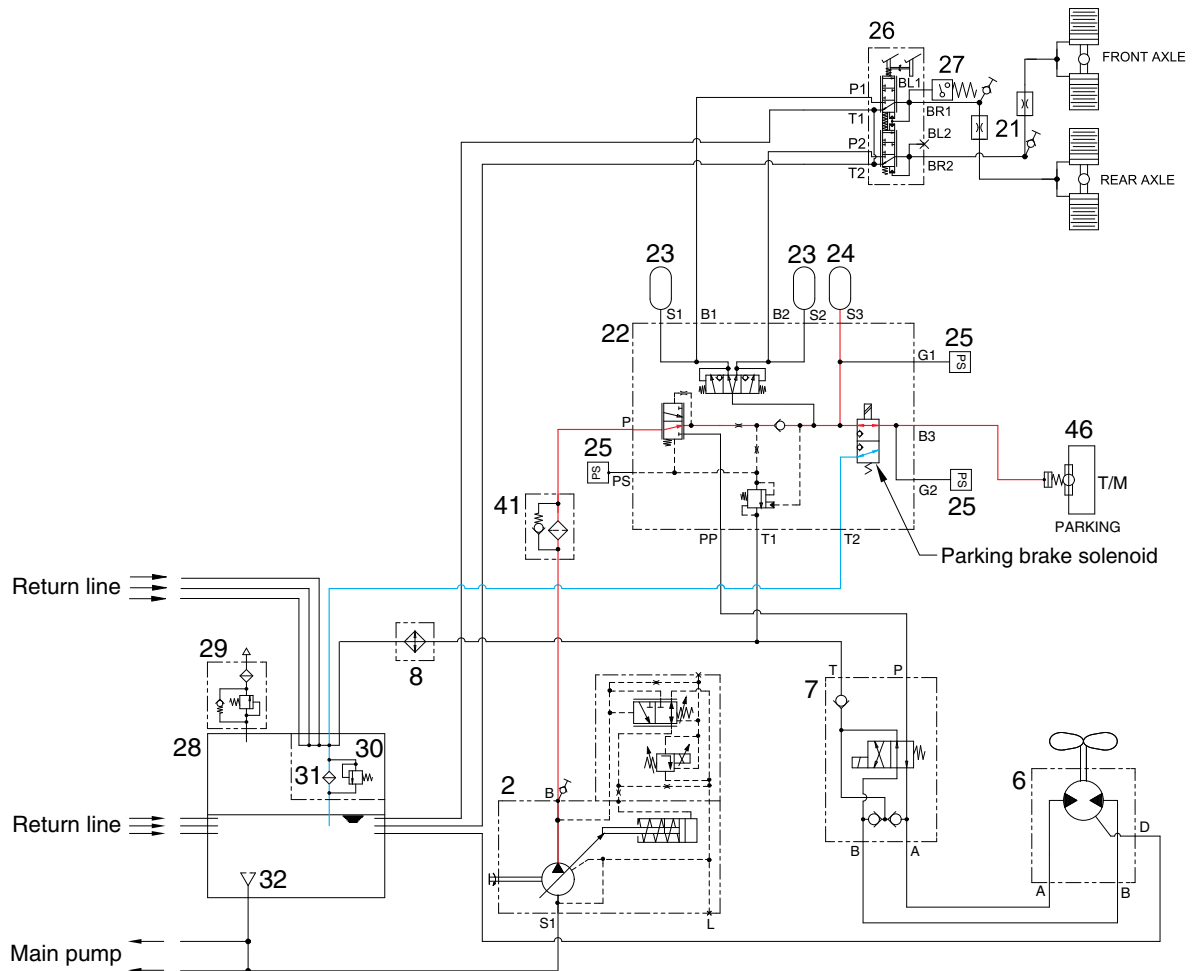 26
27
FRONT AXLE
P1
BL1
T1
BR1
21
P2
BL2
T2
BR2
REAR AXLE
23
23
24
S1
B1
B2
S2
S3
22
25
G1
PS
P
B3
46
25
PS
PS
G2
PS
25
T/M
PARKING
41
PP
T1
T2
Parking brake solenoid
Return line
29
8
T
P
7
28
30
31
2
B
6
Return line
D
B
A
A
B
32
S1
L
Main pump